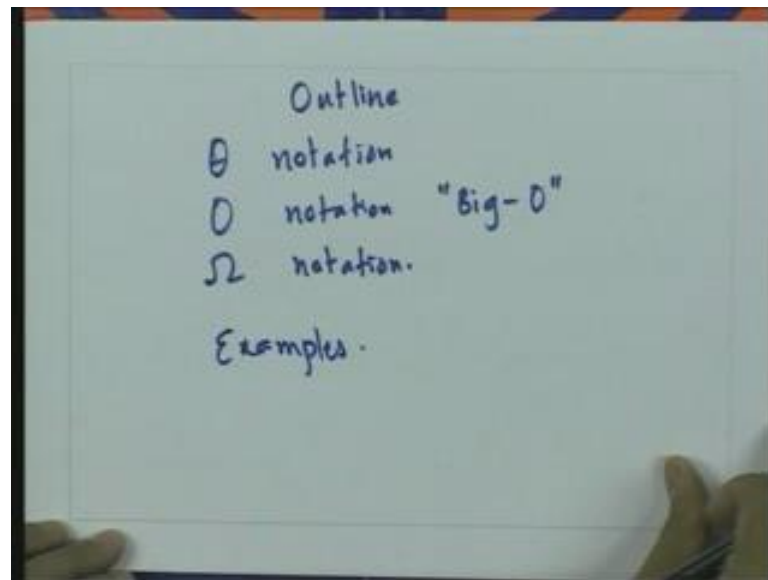 Outline
θ notation
O notation "Big-O"
Ω notation.
Examples.